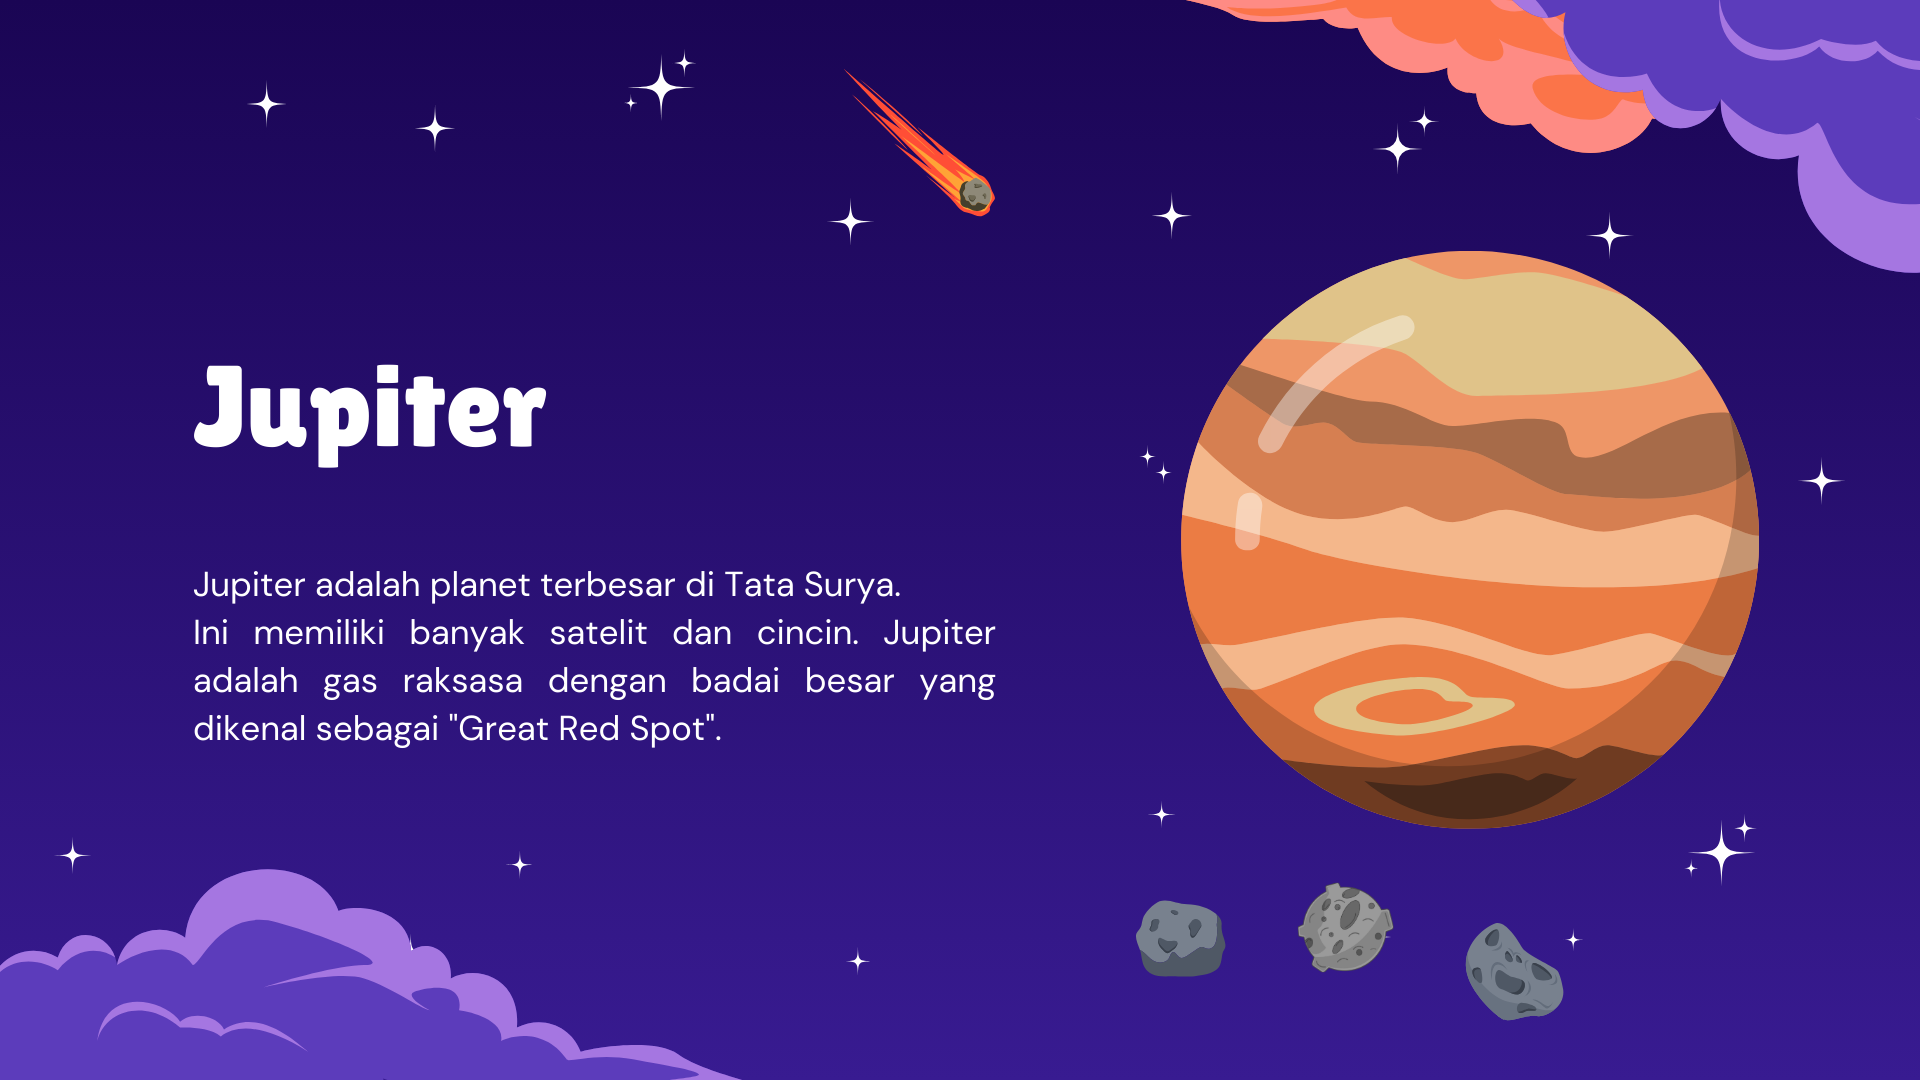 Jupiter
Jupiter adalah planet terbesar di Tata Surya.
Ini memiliki banyak satelit dan cincin. Jupiter
adalah gas raksasa dengan badai besar yang
dikenal sebagai "Great Red Spot".